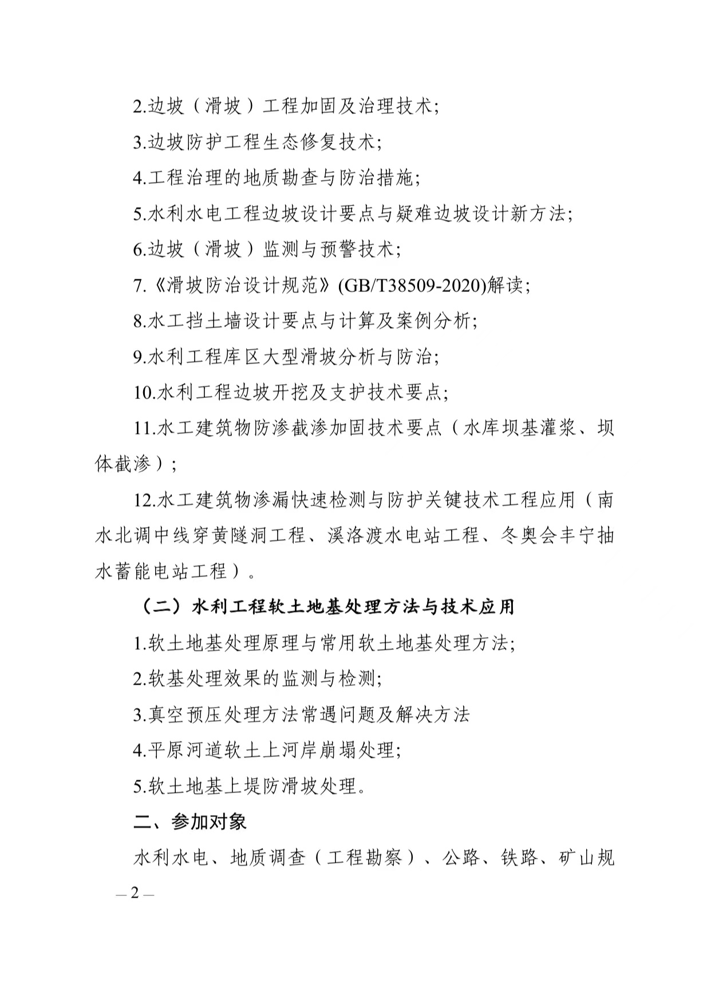 2.边坡（滑坡）工程加固及治理技术；
3.边坡防护工程生态修复技术；
4.工程治理的地质勘查与防治措施；
5.水利水电工程边坡设计要点与疑难边坡设计新方法；
6.边坡（滑坡）监测与预警技术；
7.《滑坡防治设计规范》(GB/T38509-2020)解读；
8.水工挡土墙设计要点与计算及案例分析；
9.水利工程库区大型滑坡分析与防治；
10.水利工程边坡开挖及支护技术要点；
11.水工建筑物防渗截渗加固技术要点（水库坝基灌浆、坝
体截渗）；
12.水工建筑物渗漏快速检测与防护关键技术工程应用（南
水北调中线穿黄隧洞工程、溪洛渡水电站工程、冬奥会丰宁抽
水蓄能电站工程）。
（二）水利工程软土地基处理方法与技术应用
1.软土地基处理原理与常用软土地基处理方法；
2.软基处理效果的监测与检测；
3.真空预压处理方法常遇问题及解决方法
4.平原河道软土上河岸崩塌处理；
5.软土地基上堤防滑坡处理。
二、参加对象
水利水电、地质调查（工程勘察）、公路、铁路、矿山规
— 2 —